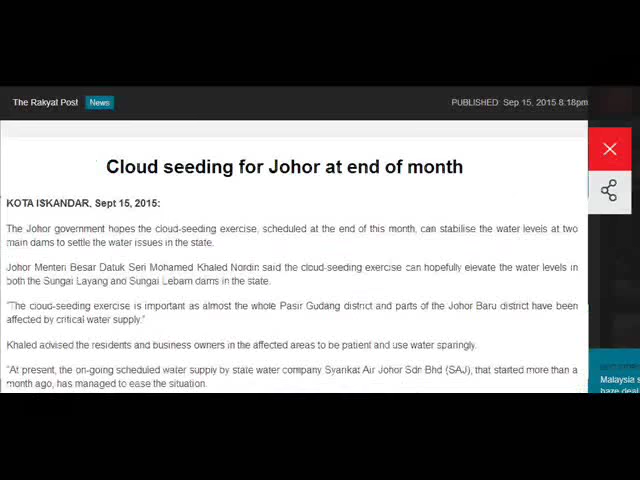 The Rakyat Post News PUBLISHED: Sep 15, 2015 8:18pm
Cloud seeding for Johor at end of month
KOTA ISKANDAR, Sept 15, 2015:
The Johor government hopes the cloud-seeding exercise, scheduled at the end of this month, can stabilise the water levels at two
main dams to settle the water issues in the state.
Johor Menteri Besar Datuk Seri Mohamed Khaled Nordin said the cloud-seeding exercise can hopefully elevate the water levels in
both the Sungai Layang and Sungai Lebam dams in the state.
"The cloud-seeding exercise is important as almost the whole Pasir Gudang district and parts of the Johor Baru district have been
affected by critical water supply."
Khaled advised the residents and business owners in the affected areas to be patient and use water sparingly.
"At present, the on-going scheduled water supply by state water company Syarikat Air Johor Sdn Bhd (SAJ), that started more than a
month ago, has managed to ease the situation.
Malaysia s
haze deal